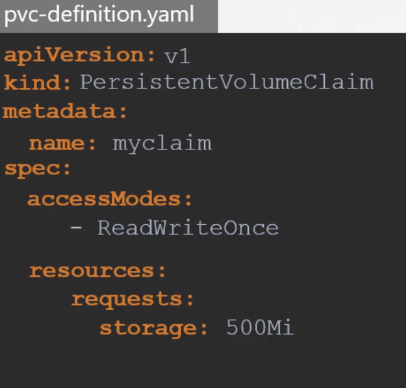 pvc-definition.yaml
apiVersion: v1
kind: PersistentVolumeClaim
metadata:
name: myclaim
spec:
accessModes:
- ReadWriteOnce
resources:
requests:
storage: 500Mi